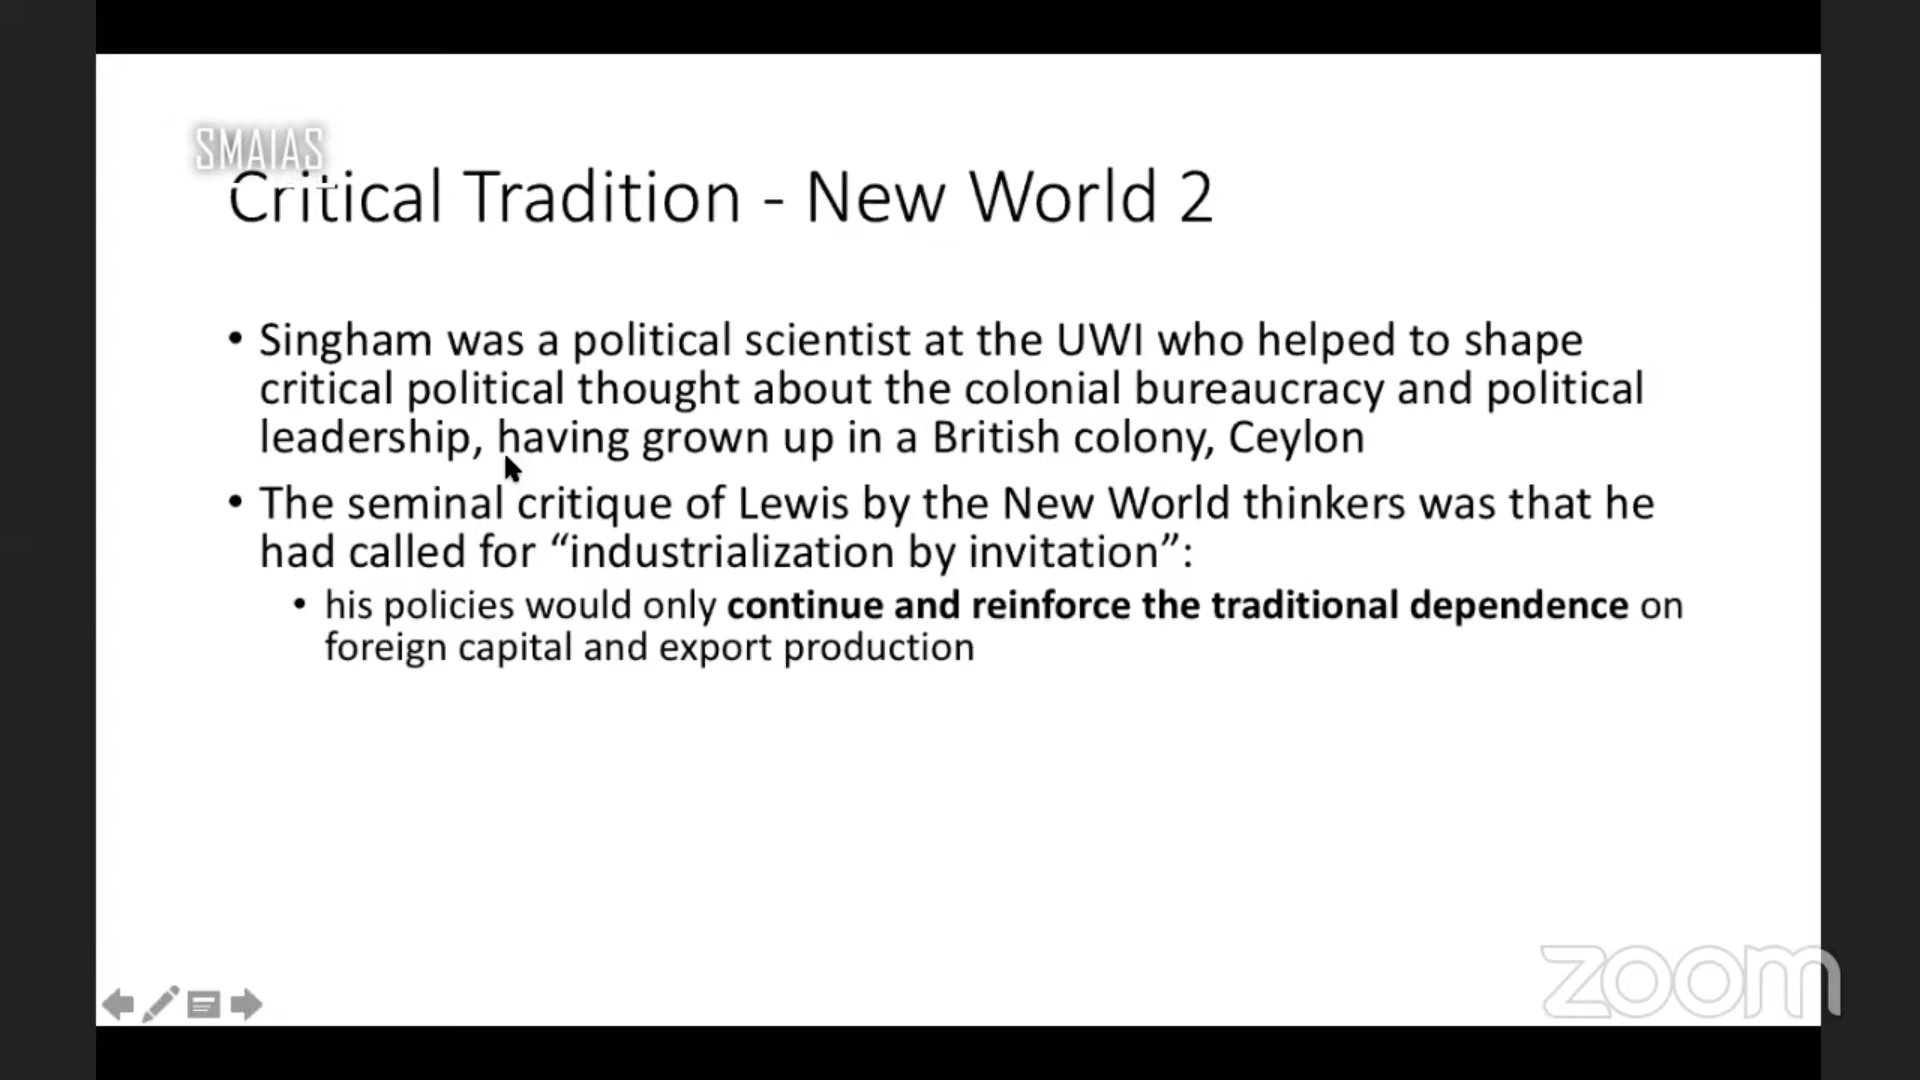 SMAIAS
Critical Tradition - New World 2
• Singham was a political scientist at the UWI who helped to shape
critical political thought about the colonial bureaucracy and political
leadership, having grown up in a British colony, Ceylon
• The seminal critique of Lewis by the New World thinkers was that he
had called for “industrialization by invitation”:
• his policies would only continue and reinforce the traditional dependence on
foreign capital and export production
zoom